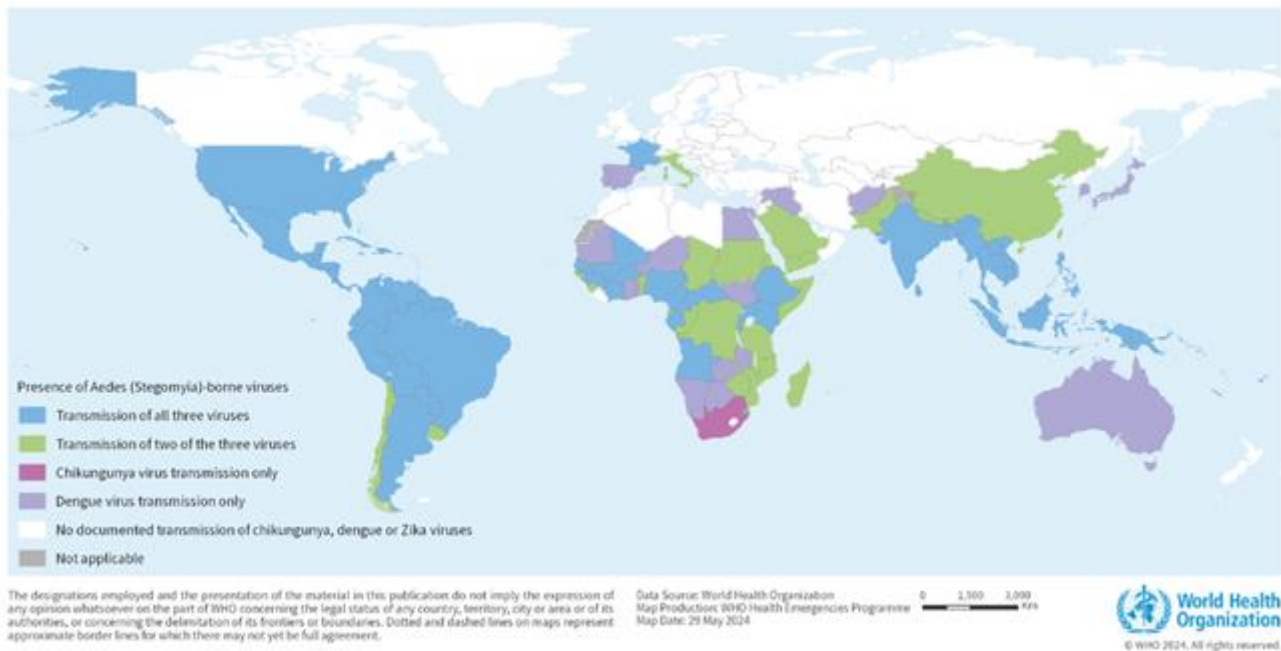 Presence of Aedes (Stegomyia)-borne viruses
Transmission of all three viruses
Transmission of two of the three viruses
Chikungunya virus transmission only
Dengue virus transmission only
No documented transmission of chikungunya, dengue or Zika viruses
Not applicable
The designations employed and the presentation of the material in this publication do not imply the expression of
any opinion whatsoever on the part of WHO concerning the legal status of any country, territory, city or area or of its
authorities, or concerning the delimitation of its frontiers or boundaries. Dotted and dashed lines on maps represent
approximate border lines for which there may not yet be full agreement.
Data Source: World Health Organization
Map Production: WHO Health Emergencies Programme
Map Date: 29 May 2024
0 1,500 3,000
Km
World Health
Organization
© WHO 2024, All rights reserved.